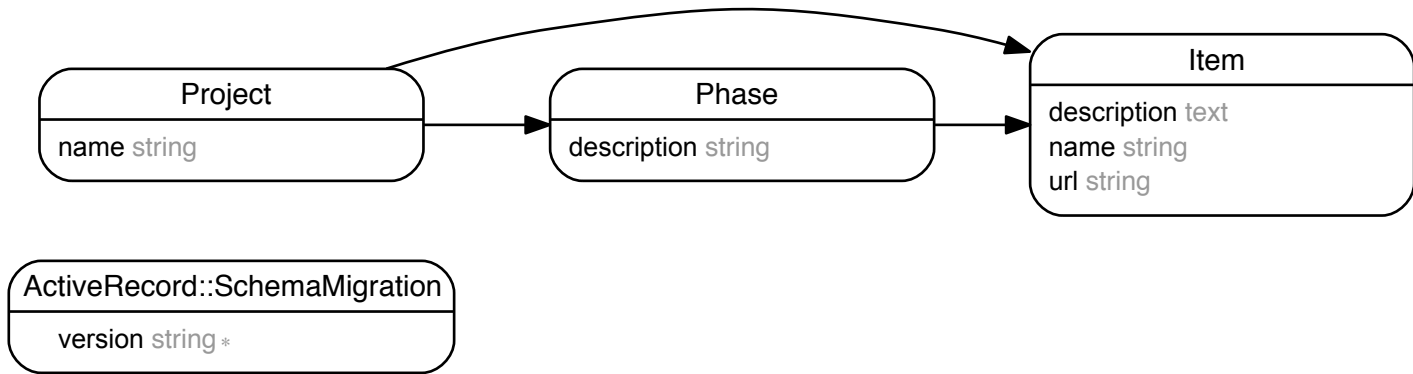 Project
name string
Phase
description string
Item
description text
name string
url string
ActiveRecord::SchemaMigration
version string *